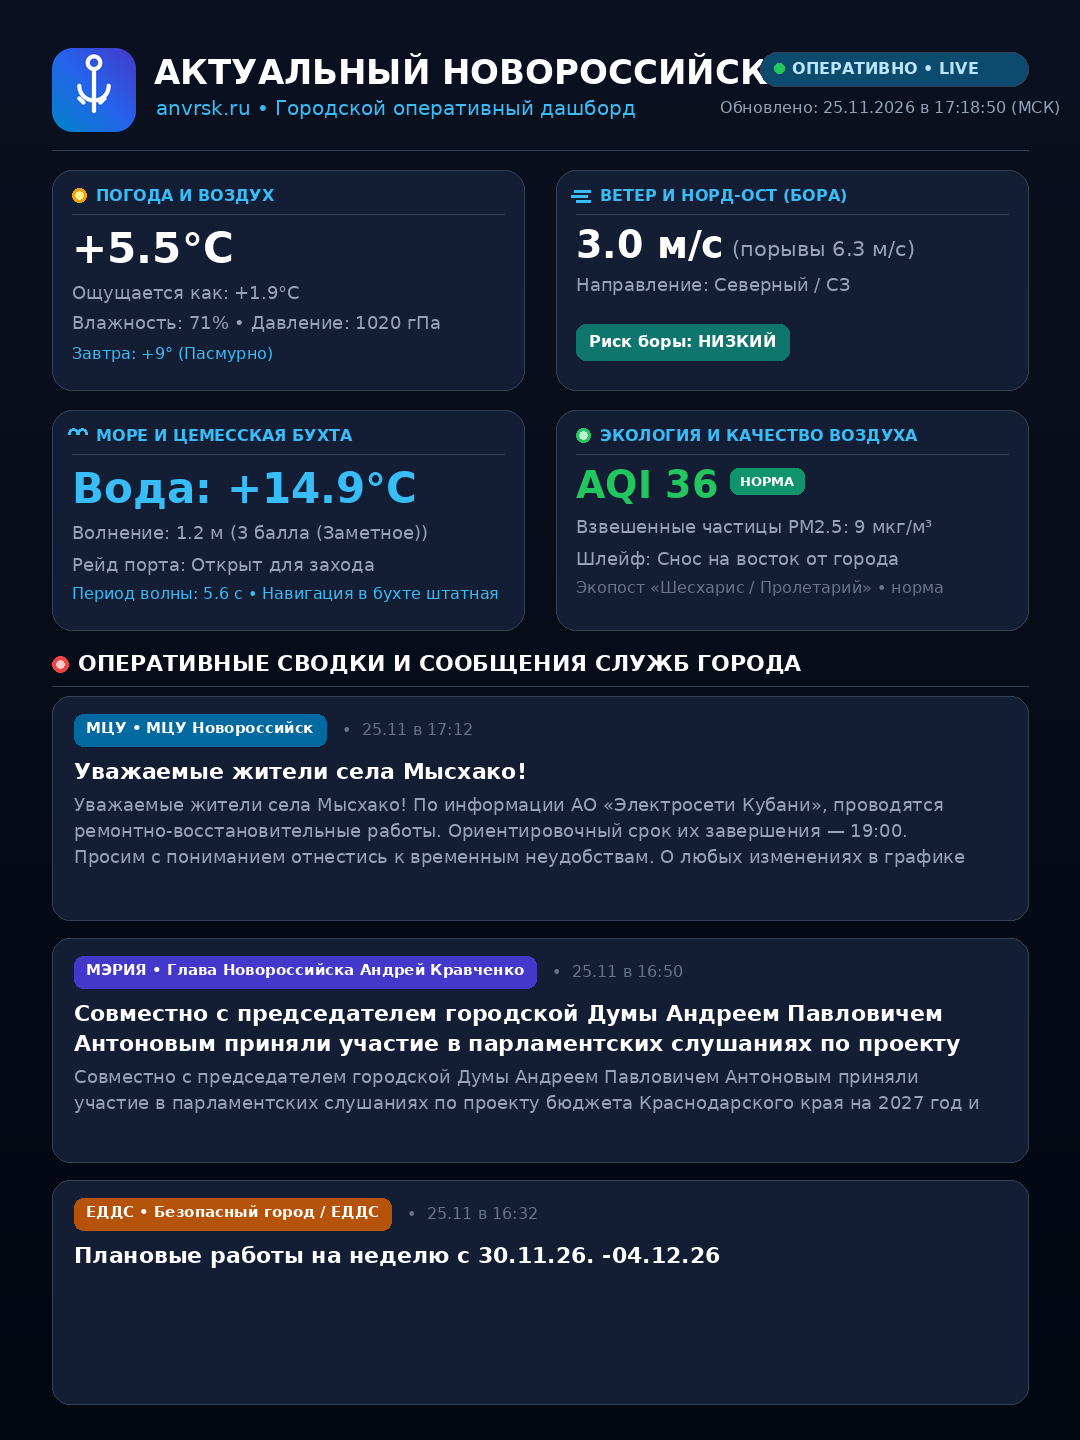 АКТУАЛЬНЫЙ НОВОРОССИЙСК
ОПЕРАТИВНО • LIVE
anvrsk.ru • Городской оперативный дашборд
Обновлено: 25.11.2026 в 17:18:50 (МСК)
ПОГОДА И ВОЗДУХ
+5.5°C
Ощущается как: +1.9°C
Влажность: 71% • Давление: 1020 гПа
Завтра: +9° (Пасмурно)
ВЕТЕР И НОРД-ОСТ (БОРА)
3.0 м/с (порывы 6.3 м/с)
Направление: Северный / СЗ
Риск боры: НИЗКИЙ
МОРЕ И ЦЕМЕССКАЯ БУХТА
Вода: +14.9°C
Волнение: 1.2 м (3 балла (Заметное))
Рейд порта: Открыт для захода
Период волны: 5.6 с • Навигация в бухте штатная
ЭКОЛОГИЯ И КАЧЕСТВО ВОЗДУХА
AQI 36 НОРМА
Взвешенные частицы PM2.5: 9 мкг/м³
Шлейф: Снос на восток от города
Экопост «Шесхарис / Пролетарий» • норма
ОПЕРАТИВНЫЕ СВОДКИ И СООБЩЕНИЯ СЛУЖБ ГОРОДА
МЦУ • МЦУ Новороссийск • 25.11 в 17:12
Уважаемые жители села Мысхако!
Уважаемые жители села Мысхако! По информации АО «Электросети Кубани», проводятся
ремонтно-восстановительные работы. Ориентировочный срок их завершения — 19:00.
Просим с пониманием отнестись к временным неудобствам. О любых изменениях в графике
МЭРИЯ • Глава Новороссийска Андрей Кравченко • 25.11 в 16:50
Совместно с председателем городской Думы Андреем Павловичем
Антоновым приняли участие в парламентских слушаниях по проекту
Совместно с председателем городской Думы Андреем Павловичем Антоновым приняли
участие в парламентских слушаниях по проекту бюджета Краснодарского края на 2027 год и
ЕДДС • Безопасный город / ЕДДС • 25.11 в 16:32
Плановые работы на неделю с 30.11.26. -04.12.26